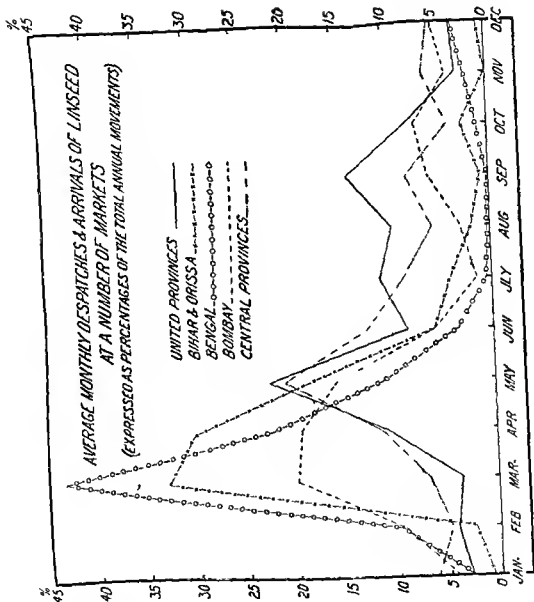 AVERAGE MONTHLY DESPATCHES & ARRIVALS OF LINSEED
AT A NUMBER OF MARKETS
(EXPRESSED AS PERCENTAGES OF THE TOTAL ANNUAL MOVEMENTS)
UNITED PROVINCES
BIHAR & ORISSA
BENGAL
BOMBAY
CENTRAL PROVINCES
%
45
40
35
30
25
20
15
10
5
%
45
40
35
30
25
20
15
10
5
0
JAN.
FEB
MAR.
APR
MAY
JUN
JLY
AUG
SEP
OCT
NOV
DEC